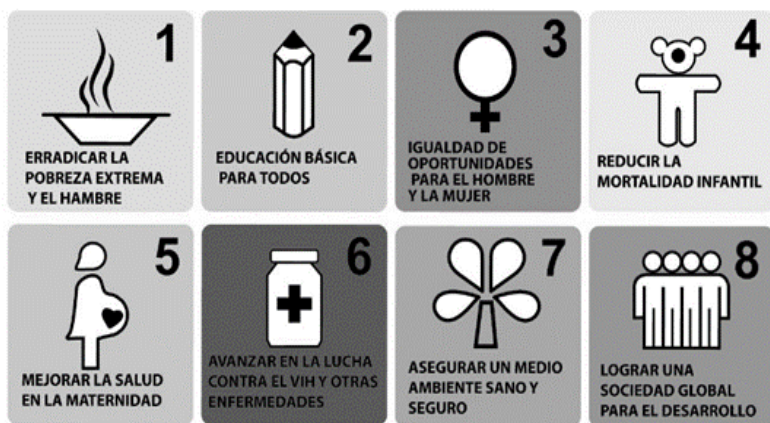 1
ERRADICAR LA
POBREZA EXTREMA
Y EL HAMBRE
2
EDUCACIÓN BÁSICA
PARA TODOS
3
IGUALDAD DE
OPORTUNIDADES
PARA EL HOMBRE
Y LA MUJER
4
REDUCIR LA
MORTALIDAD INFANTIL
5
MEJORAR LA SALUD
EN LA MATERNIDAD
6
AVANZAR EN LA LUCHA
CONTRA EL VIH Y OTRAS
ENFERMEDADES
7
ASEGURAR UN MEDIO
AMBIENTE SANO Y
SEGURO
8
LOGRAR UNA
SOCIEDAD GLOBAL
PARA EL DESARROLLO